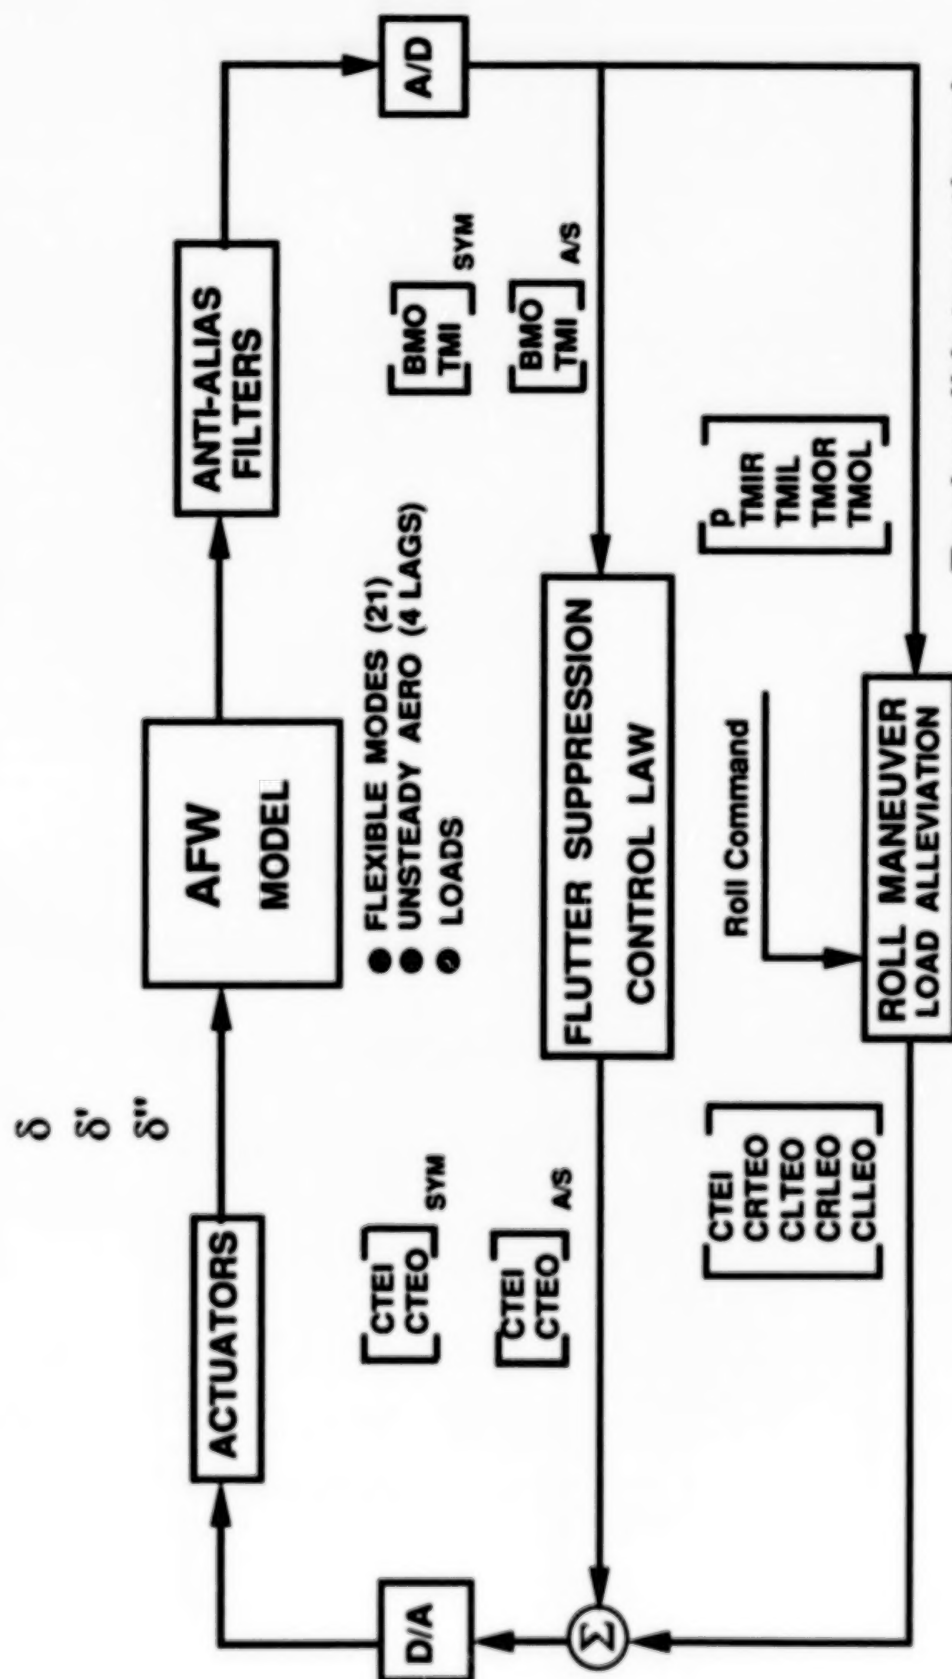 δ
δ'
δ"
ACTUATORS
AFW
MODEL
ANTI-ALIAS
FILTERS
D/A
A/D
● FLEXIBLE MODES (21)
● UNSTEADY AERO (4 LAGS)
● LOADS
CTEI
CTEO
SYM
BMO
TMI
SYM
CTEI
CTEO
A/S
BMO
TMI
A/S
Σ
FLUTTER SUPPRESSION
CONTROL LAW
Roll Command
CTEI
CRTEO
CLTEO
CRLEO
CLLEO
p
TMIR
TMIL
TMOR
TMOL
ROLL MANEUVER
LOAD ALLEVIATION